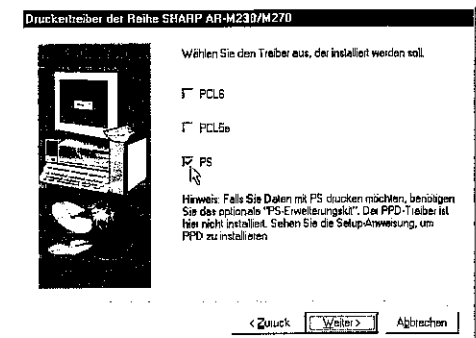 Druckertreiber der Reihe SHARP AR-M230/M270
Wählen Sie den Treiber aus, der installiert werden soll.
PCL6
PCL5e
PS
Hinweis: Falls Sie Daten mit PS drucken möchten, benötigen
Sie das optionale "PS-Erweiterungskit". Der PPD-Treiber ist
hier nicht installiert. Sehen Sie die Setup-Anweisung, um
PPD zu installieren
< Zurück
Weiter >
Abbrechen